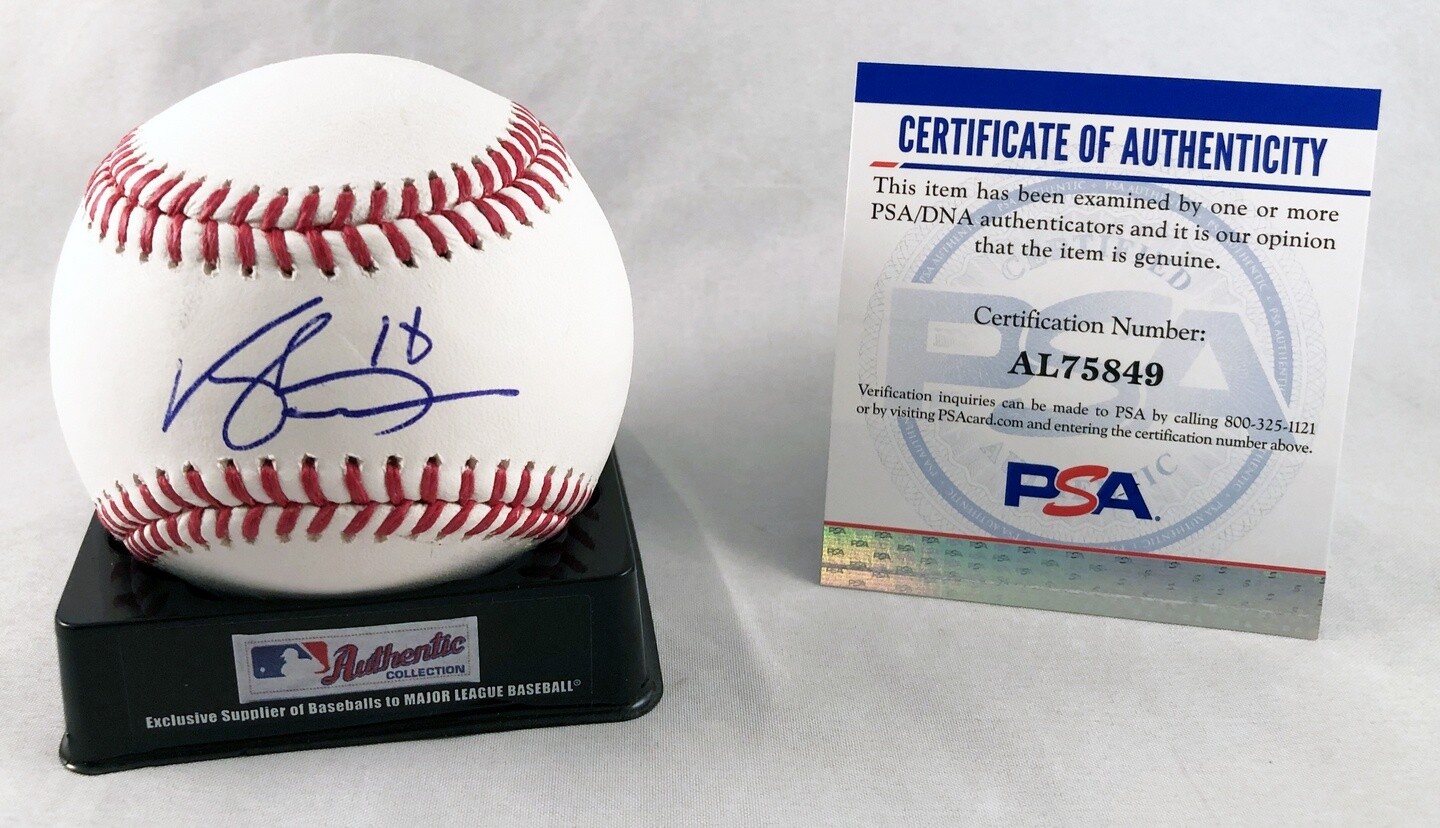 18
Authentic
COLLECTION
Exclusive Supplier of Baseballs to MAJOR LEAGUE BASEBALL®
CERTIFICATE OF AUTHENTICITY
This item has been examined by one or more
PSA/DNA authenticators and it is our opinion
that the item is genuine.
Certification Number:
AL75849
Verification inquiries can be made to PSA by calling 800-325-1121
or by visiting PSAcard.com and entering the certification number above.
PSA